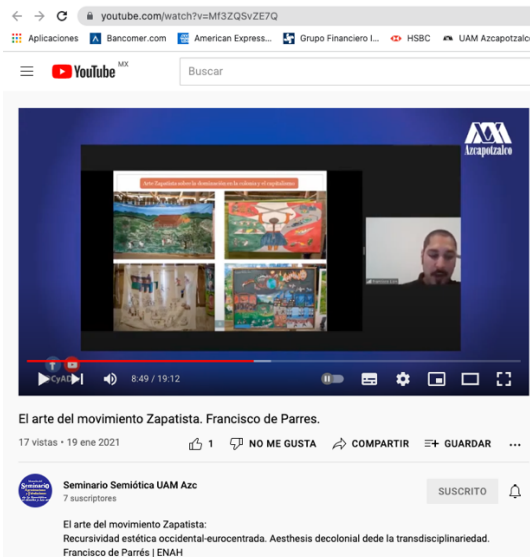 youtube.com/watch?v=Mf3ZQSvZE7Q
Aplicaciones Bancomer.com American Express... Grupo Financiero I... HSBC UAM Azcapotzalco
YouTube MX
Buscar
Azcapotzalco
Arte Zapatista sobre la dominación en la colonia y el capitalismo
CyAD
8:49 / 19:12
El arte del movimiento Zapatista. Francisco de Parres.
17 vistas • 19 ene 2021 1 NO ME GUSTA COMPARTIR GUARDAR ...
Seminario
Seminario Semiótica UAM Azc
7 suscriptores
SUSCRITO
El arte del movimiento Zapatista:
Recursividad estética occidental-eurocentrada. Aesthesis decolonial dede la transdisciplinariedad.
Francisco de Parrés | ENAH